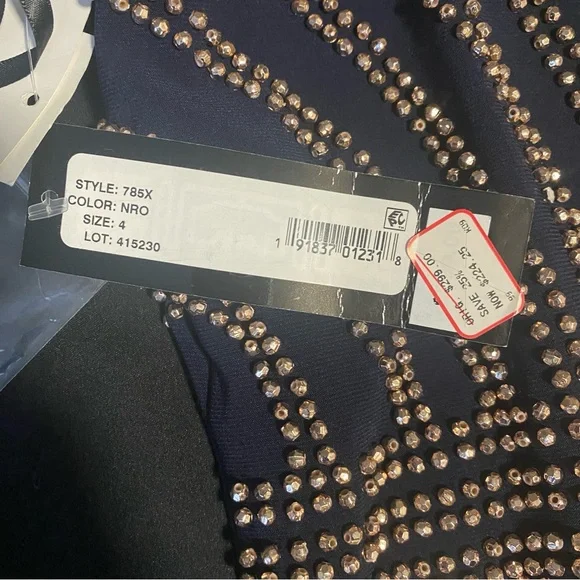 STYLE: 785X
COLOR: NRO
SIZE: 4
LOT: 415230
1 91837 01231 8
ORIG. $299.00
SAVE 25%
NOW $224.25